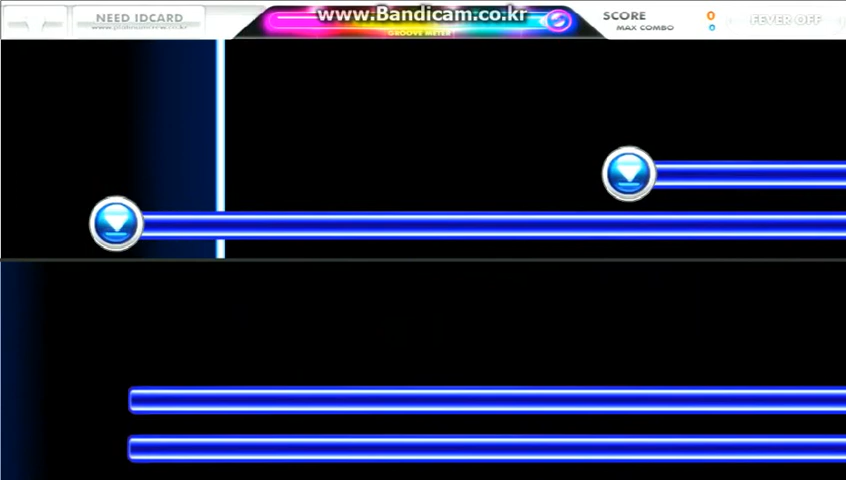 NEED IDCARD
www.Bandicam.co.kr
GROOVE METER
SCORE 0
MAX COMBO 0
FEVER OFF